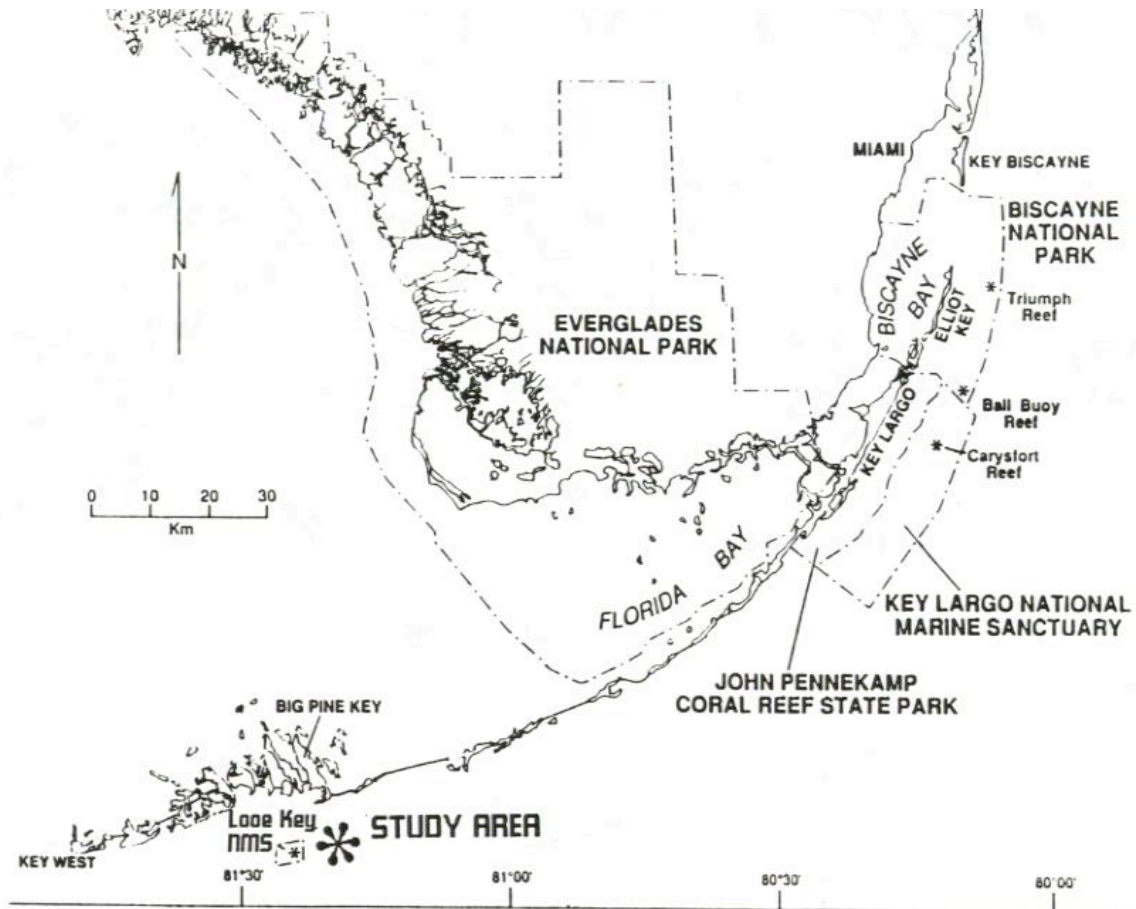 MIAMI
KEY BISCAYNE
BISCAYNE
NATIONAL
PARK
N
BISCAYNE
BAY
ELLIOT
KEY
* Triumph
Reef
EVERGLADES
NATIONAL PARK
KEY LARGO
* Ball Buoy
Reef
* Carysfort
Reef
0 10 20 30
Km
FLORIDA BAY
KEY LARGO NATIONAL
MARINE SANCTUARY
JOHN PENNEKAMP
CORAL REEF STATE PARK
BIG PINE KEY
Looe Key
NMS
*
STUDY AREA
KEY WEST
81°30' 81°00' 80°30' 80°00'